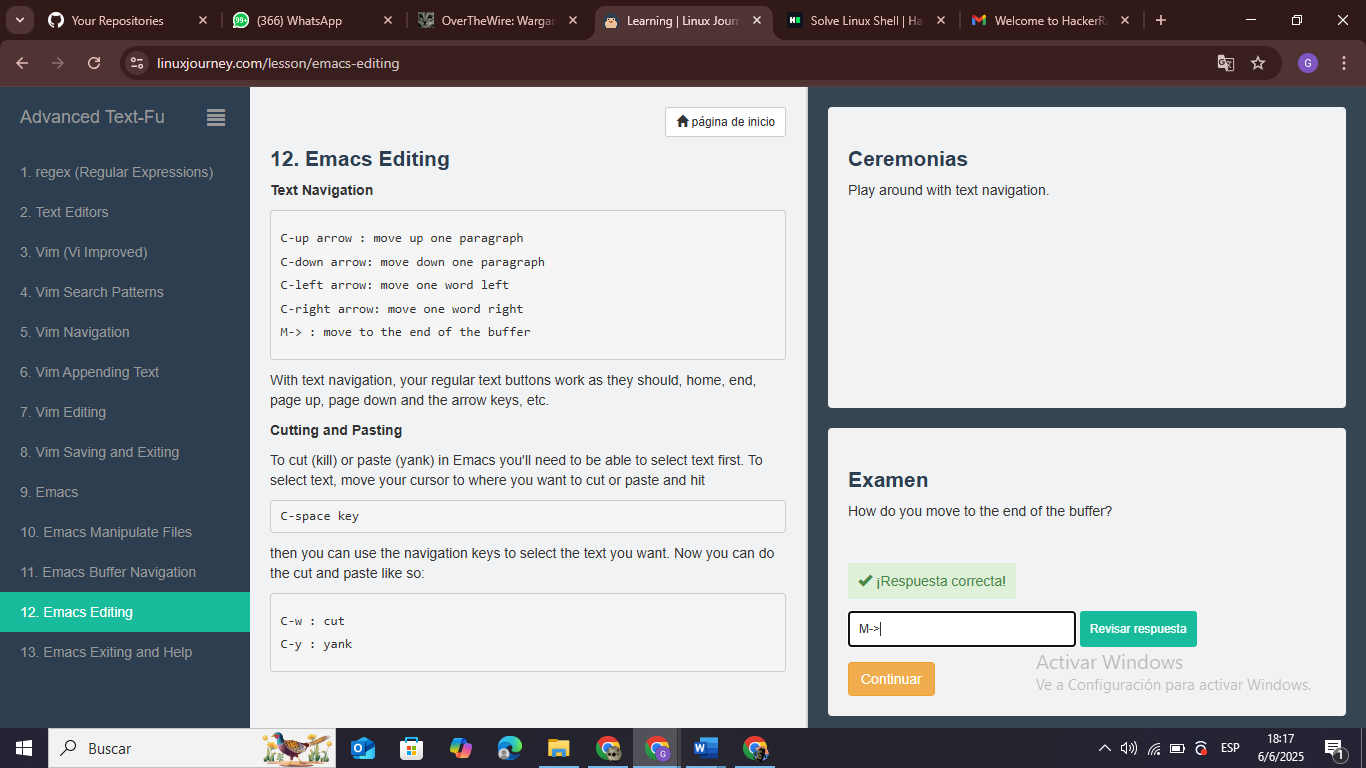 Your Repositories
(366) WhatsApp
OverTheWire: Wargar
Learning | Linux Journ
Solve Linux Shell | Ha
Welcome to HackerRa
linuxjourney.com/lesson/emacs-editing
G
Advanced Text-Fu
1. regex (Regular Expressions)
2. Text Editors
3. Vim (Vi Improved)
4. Vim Search Patterns
5. Vim Navigation
6. Vim Appending Text
7. Vim Editing
8. Vim Saving and Exiting
9. Emacs
10. Emacs Manipulate Files
11. Emacs Buffer Navigation
12. Emacs Editing
13. Emacs Exiting and Help
página de inicio
12. Emacs Editing
Text Navigation
C-up arrow : move up one paragraph
C-down arrow: move down one paragraph
C-left arrow: move one word left
C-right arrow: move one word right
M-> : move to the end of the buffer
With text navigation, your regular text buttons work as they should, home, end,
page up, page down and the arrow keys, etc.
Cutting and Pasting
To cut (kill) or paste (yank) in Emacs you'll need to be able to select text first. To
select text, move your cursor to where you want to cut or paste and hit
C-space key
then you can use the navigation keys to select the text you want. Now you can do
the cut and paste like so:
C-w : cut
C-y : yank
Ceremonias
Play around with text navigation.
Examen
How do you move to the end of the buffer?
¡Respuesta correcta!
M->
Revisar respuesta
Continuar
Activar Windows
Ve a Configuración para activar Windows.
Buscar
ESP
18:17
6/6/2025
1